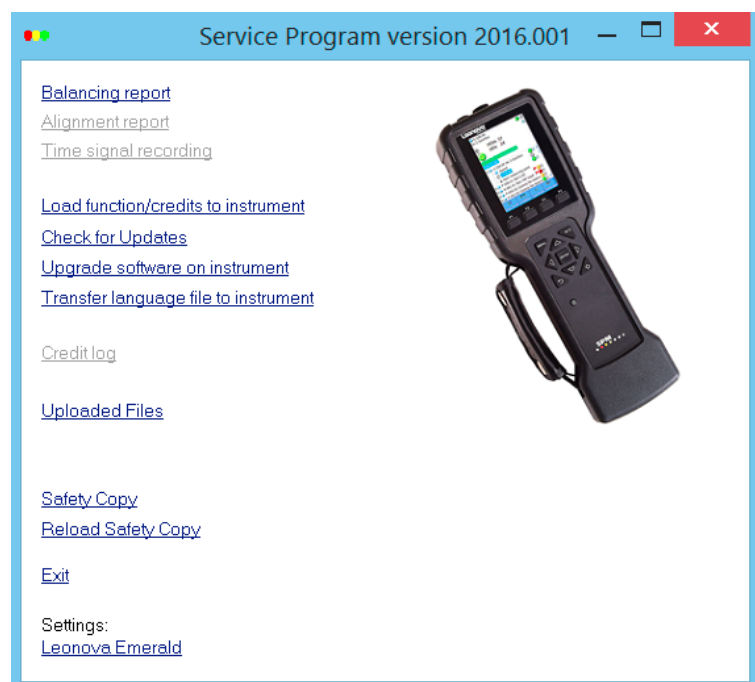 Service Program version 2016.001
Balancing report
Alignment report
Time signal recording
Load function/credits to instrument
Check for Updates
Upgrade software on instrument
Transfer language file to instrument
Credit log
Uploaded Files
Safety Copy
Reload Safety Copy
Exit
Settings:
Leonova Emerald
LEONOVA
SPM